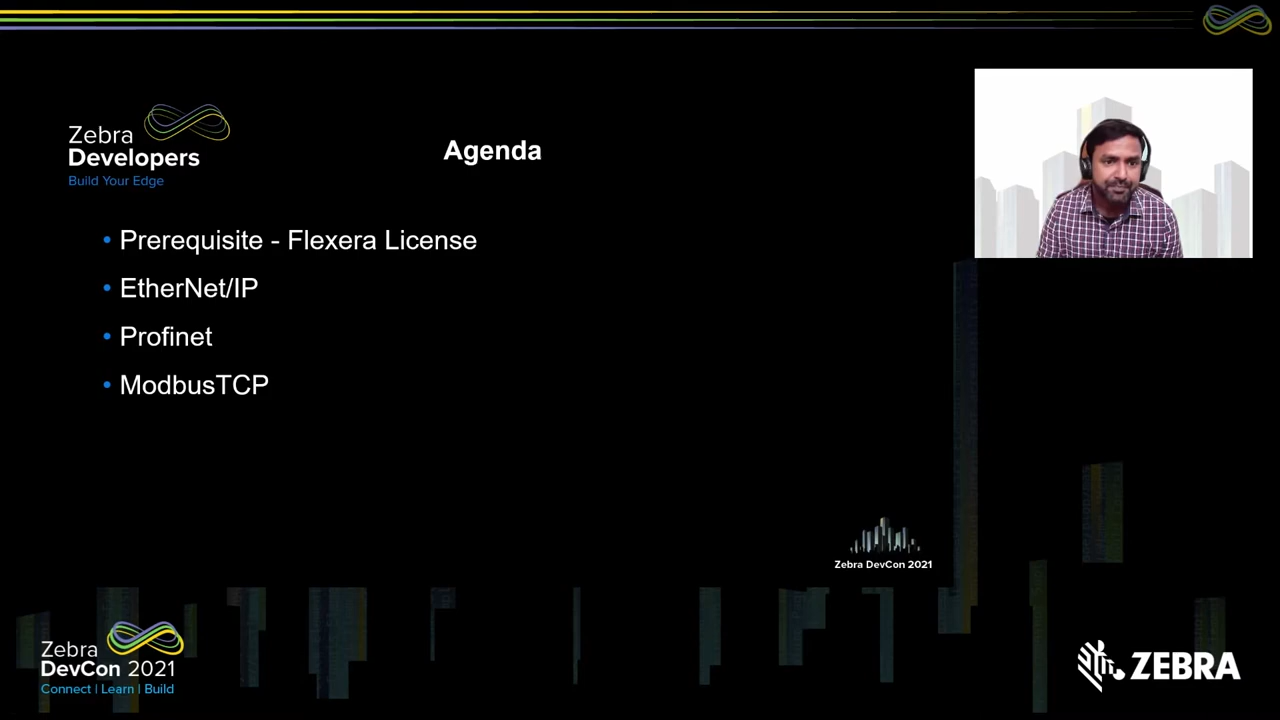 Zebra
Developers
Build Your Edge
Agenda
• Prerequisite - Flexera License
• EtherNet/IP
• Profinet
• ModbusTCP
Zebra DevCon 2021
Zebra
DevCon 2021
Connect | Learn | Build
ZEBRA